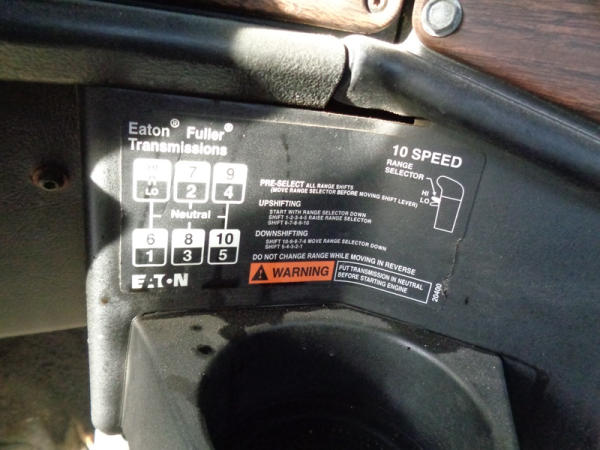 Eaton® Fuller®
Transmissions
10 SPEED
RANGE
SELECTOR
HI
LO
HI
LO
7
2
9
4
Neutral
6
1
8
3
10
5
EATON
PRE-SELECT ALL RANGE SHIFTS
(MOVE RANGE SELECTOR BEFORE MOVING SHIFT LEVER)
UPSHIFTING
START WITH RANGE SELECTOR DOWN
SHIFT 1-2-3-4-5 RAISE RANGE SELECTOR
SHIFT 6-7-8-9-10
DOWNSHIFTING
SHIFT 10-9-8-7-6 MOVE RANGE SELECTOR DOWN
SHIFT 5-4-3-2-1
DO NOT CHANGE RANGE WHILE MOVING IN REVERSE
WARNING
PUT TRANSMISSION IN NEUTRAL
BEFORE STARTING ENGINE
20400